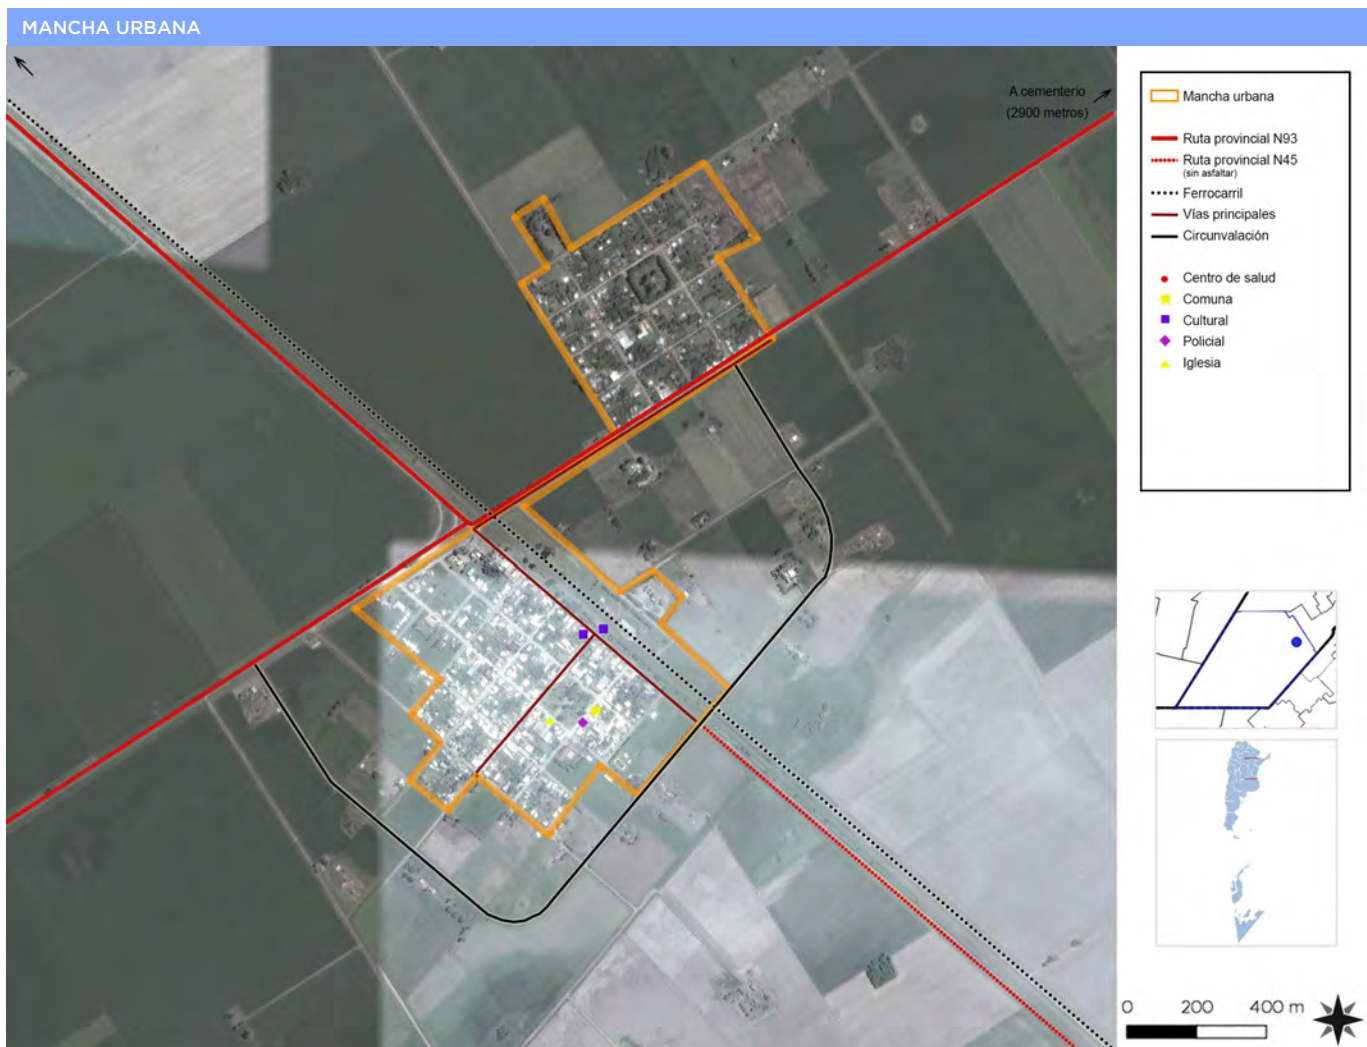 MANCHA URBANA
A cementerio
(2900 metros)
Mancha urbana
Ruta provincial N93
Ruta provincial N45
(sin asfaltar)
Ferrocarril
Vías principales
Circunvalación
Centro de salud
Comuna
Cultural
Policial
Iglesia
0 200 400 m